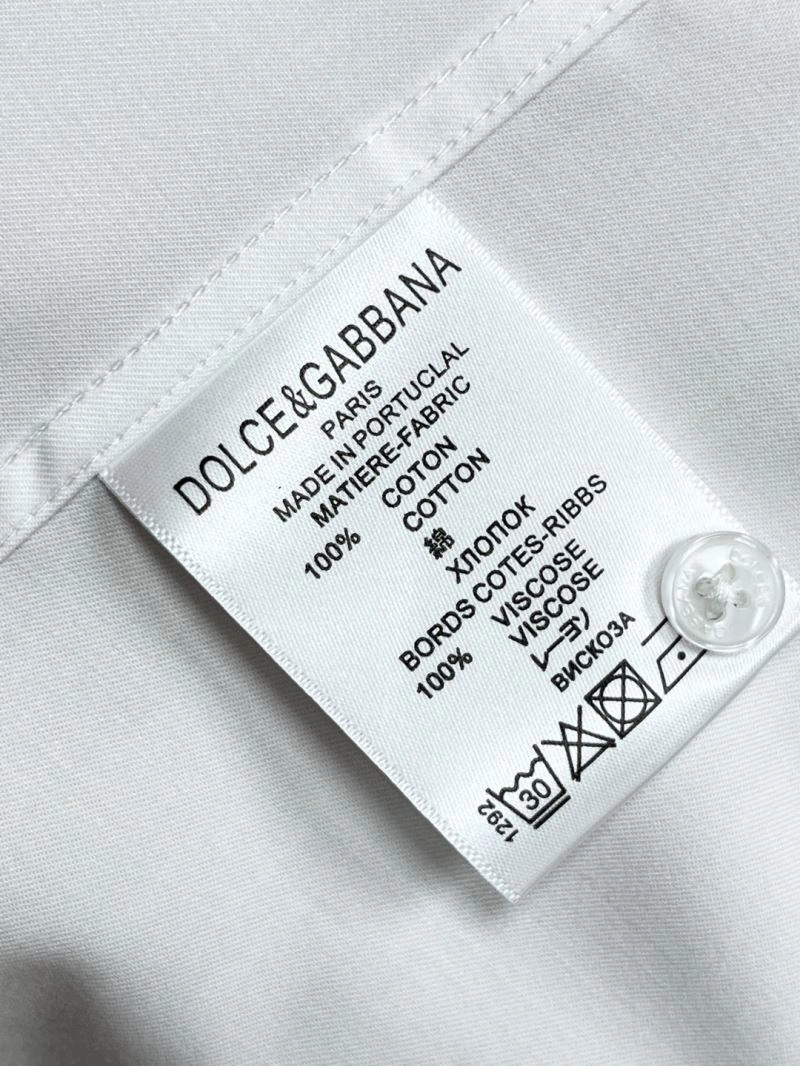 DOLCE&GABBANA
PARIS
MADE IN PORTUCLAL
MATIERE-FABRIC
100% COTON
COTTON
綿
ХЛОПОК
BORDS COTES-RIBBS
100% VISCOSE
VISCOSE
レーヨン
ВИСКОЗА
30
1292